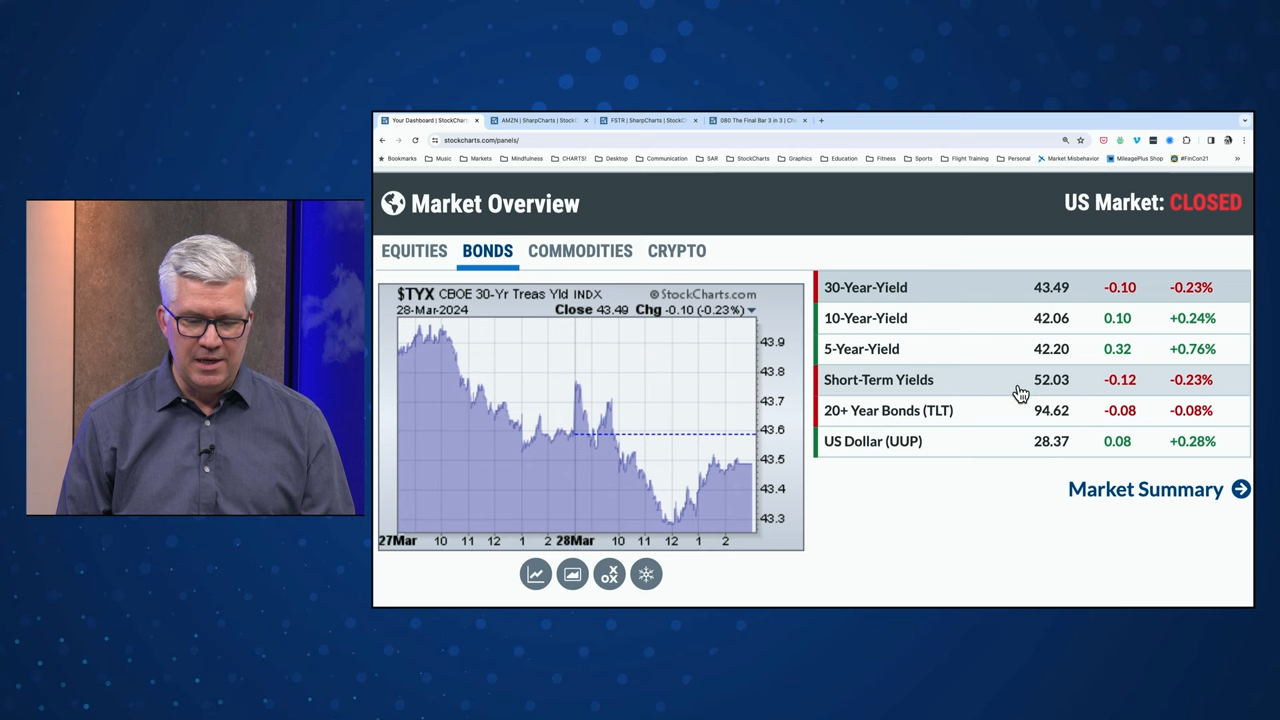 Your Dashboard | StockChar
AMZN | SharpCharts | StockC
FSTR | SharpCharts | StockC
080 The Final Bar 3 in 3 | Ch
stockcharts.com/panels/
Bookmarks Music Markets Mindfulness CHARTS! Desktop Communication SAR StockCharts Graphics Education Fitness Sports Flight Training Personal Market Misbehavior MileagePlus Shop #FinCon21 »
Market Overview
US Market: CLOSED
EQUITIES BONDS COMMODITIES CRYPTO
$TYX CBOE 30-Yr Treas Yld INDX ©StockCharts.com
28-Mar-2024 Close 43.49 Chg -0.10 (-0.23%)
43.9
43.8
43.7
43.6
43.5
43.4
43.3
27Mar 10 11 12 1 2 28Mar 10 11 12 1 2
OX
OX
30-Year-Yield 43.49 -0.10 -0.23%
10-Year-Yield 42.06 0.10 +0.24%
5-Year-Yield 42.20 0.32 +0.76%
Short-Term Yields 52.03 -0.12 -0.23%
20+ Year Bonds (TLT) 94.62 -0.08 -0.08%
US Dollar (UUP) 28.37 0.08 +0.28%
Market Summary